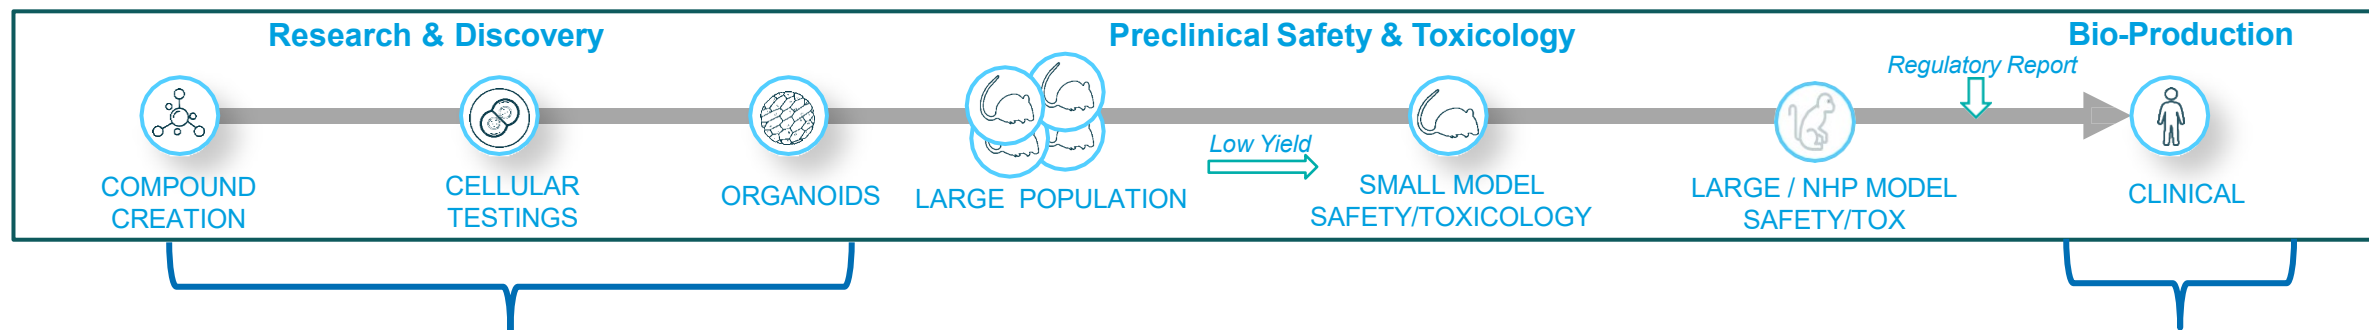 Research & Discovery
Preclinical Safety & Toxicology
Bio-Production
Regulatory Report
Low Yield
COMPOUND
CREATION
CELLULAR
TESTINGS
ORGANOIDS
LARGE POPULATION
SMALL MODEL
SAFETY/TOXICOLOGY
LARGE / NHP MODEL
SAFETY/TOX
CLINICAL